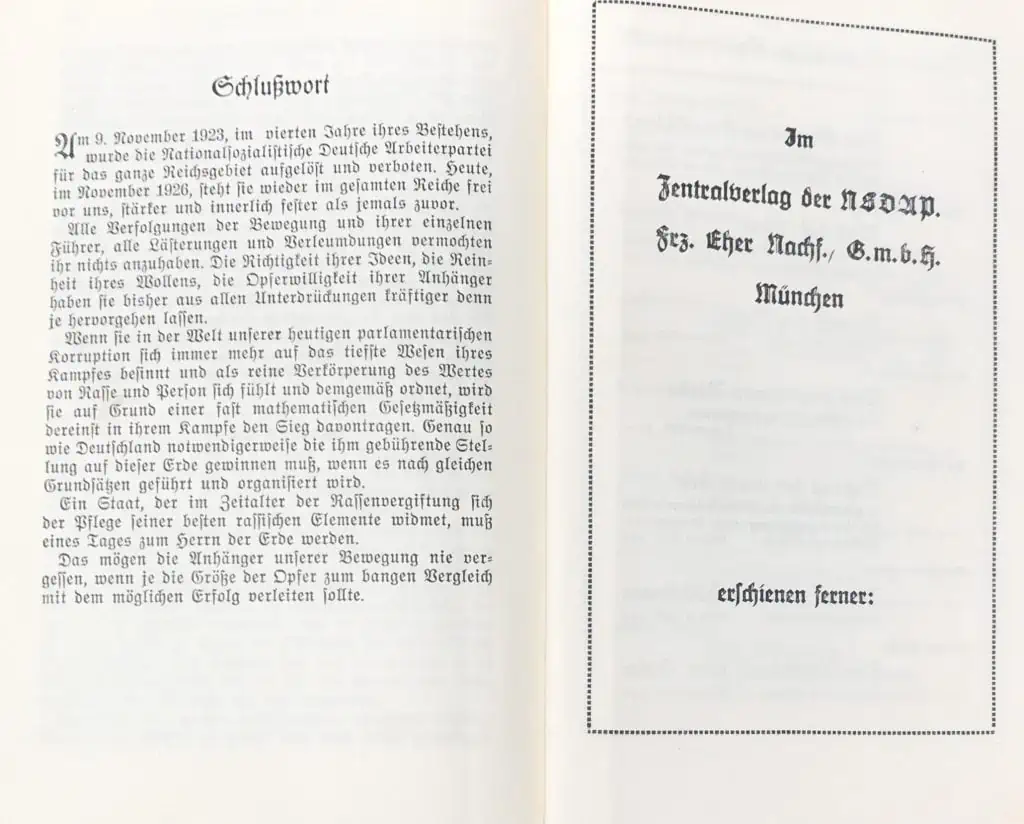 Schlußwort
Am 9. November 1923, im vierten Jahre ihres Bestehens,
wurde die Nationalsozialistische Deutsche Arbeiterpartei
für das ganze Reichsgebiet aufgelöst und verboten. Heute,
im November 1926, steht sie wieder im gesamten Reiche frei
vor uns, stärker und innerlich fester als jemals zuvor.
Alle Verfolgungen der Bewegung und ihrer einzelnen
Führer, alle Lästerungen und Verleumdungen vermochten
ihr nichts anzuhaben. Die Richtigkeit ihrer Ideen, die Rein-
heit ihres Wollens, die Opferwilligkeit ihrer Anhänger
haben sie bisher aus allen Unterdrückungen kräftiger denn
je hervorgehen lassen.
Wenn sie in der Welt unserer heutigen parlamentarischen
Korruption sich immer mehr auf das tiefste Wesen ihres
Kampfes besinnt und als reine Verkörperung des Wertes
von Rasse und Person sich fühlt und demgemäß ordnet, wird
sie auf Grund einer fast mathematischen Gesetzmäßigkeit
dereinst in ihrem Kampfe den Sieg davontragen. Genau so
wie Deutschland notwendigerweise die ihm gebührende Stel-
lung auf dieser Erde gewinnen muß, wenn es nach gleichen
Grundsätzen geführt und organisiert wird.
Ein Staat, der im Zeitalter der Rassenvergiftung sich
der Pflege seiner besten rassischen Elemente widmet, muß
eines Tages zum Herrn der Erde werden.
Das mögen die Anhänger unserer Bewegung nie ver-
gessen, wenn je die Größe der Opfer zum bangen Vergleich
mit dem möglichen Erfolg verleiten sollte.
Im
Zentralverlag der NSDAP.
Frz. Eher Nachf., G.m.b.H.
München
erschienen ferner: